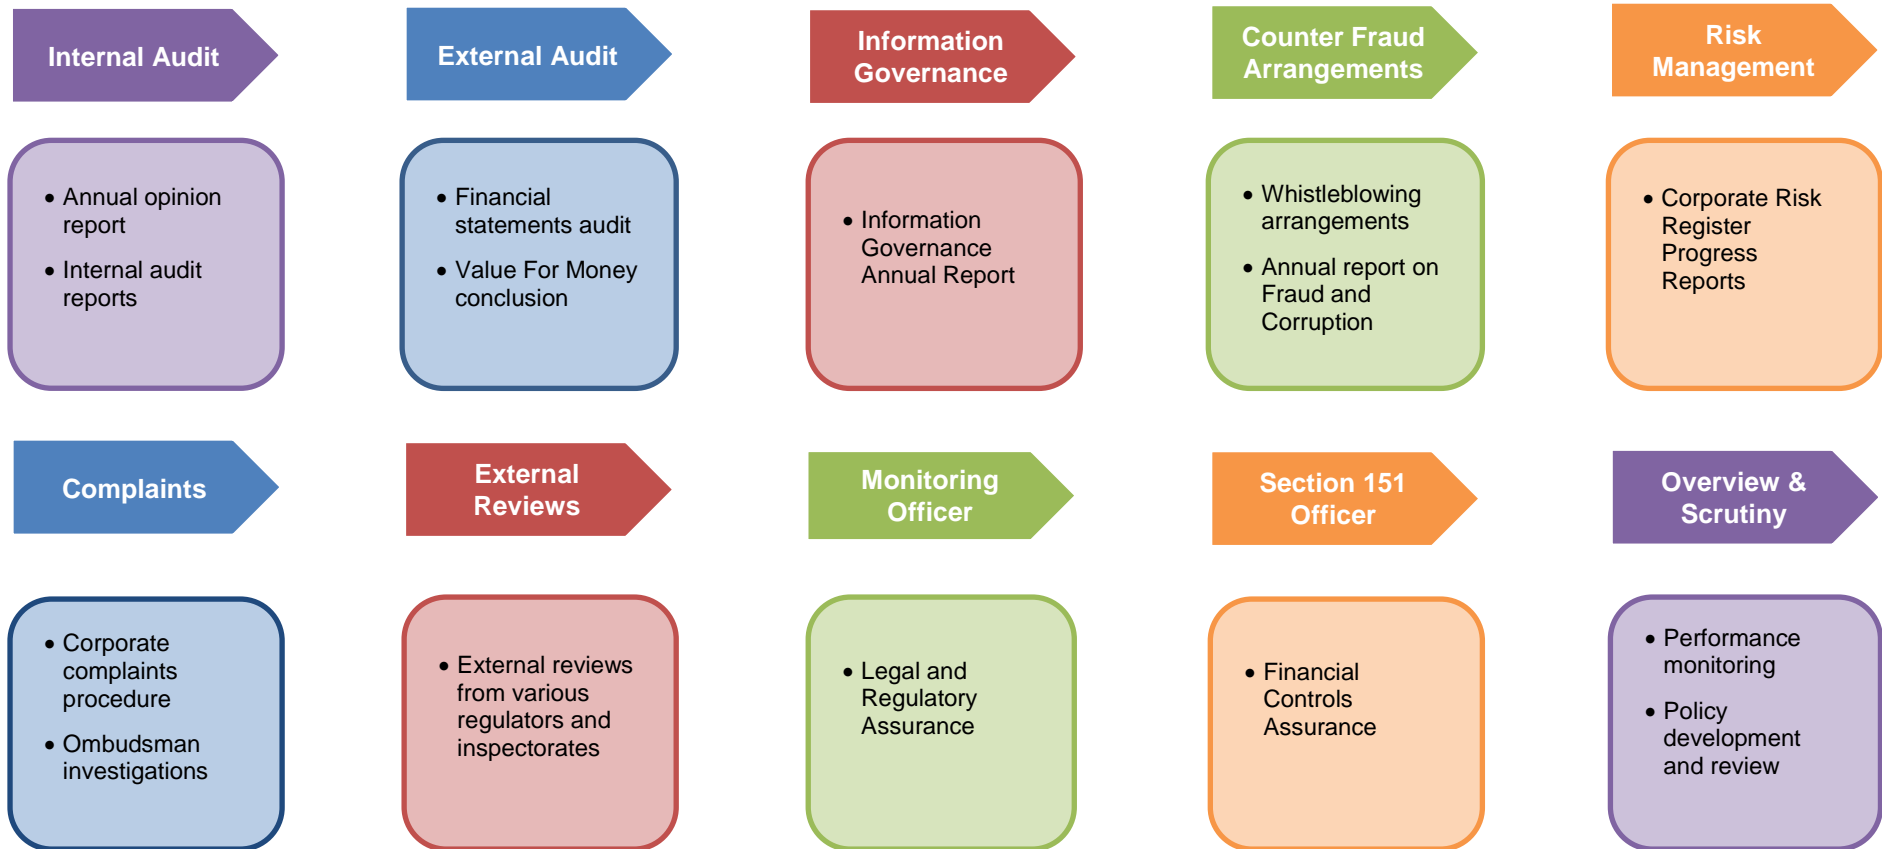 Internal Audit
External Audit
Information
Governance
Counter Fraud
Arrangements
Risk
Management
• Annual opinion
report
• Internal audit
reports
• Financial
statements audit
• Value For Money
conclusion
• Information
Governance
Annual Report
• Whistleblowing
arrangements
• Annual report on
Fraud and
Corruption
• Corporate Risk
Register
Progress
Reports
Complaints
External
Reviews
Monitoring
Officer
Section 151
Officer
Overview &
Scrutiny
• Corporate
complaints
procedure
• Ombudsman
investigations
• External reviews
from various
regulators and
inspectorates
• Legal and
Regulatory
Assurance
• Financial
Controls
Assurance
• Performance
monitoring
• Policy
development
and review